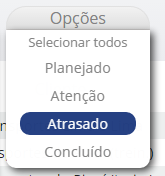 Opções
Selecionar todos
Planejado
Atenção
Atrasado
Concluído